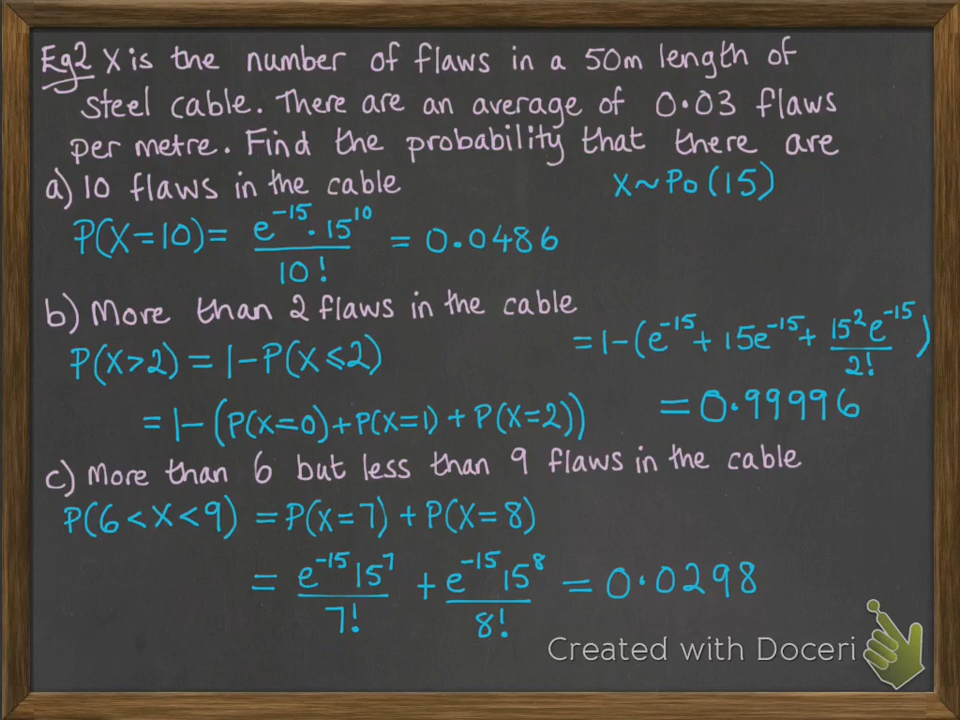 Eg2 X is the number of flaws in a 50m length of
steel cable. There are an average of 0.03 flaws
per metre. Find the probability that there are
a) 10 flaws in the cable
X~Po(15)
P(X=10) = e^-15 . 15^10 / 10! = 0.0486
b) More than 2 flaws in the cable
P(X>2) = 1-P(X≤2)
= 1-(P(X=0)+P(X=1)+P(X=2))
= 1-(e^-15 + 15e^-15 + 15^2 e^-15 / 2!)
= 0.99996
c) More than 6 but less than 9 flaws in the cable
P(6<X<9) = P(X=7) + P(X=8)
= e^-15 15^7 / 7! + e^-15 15^8 / 8! = 0.0298
Created with Doceri